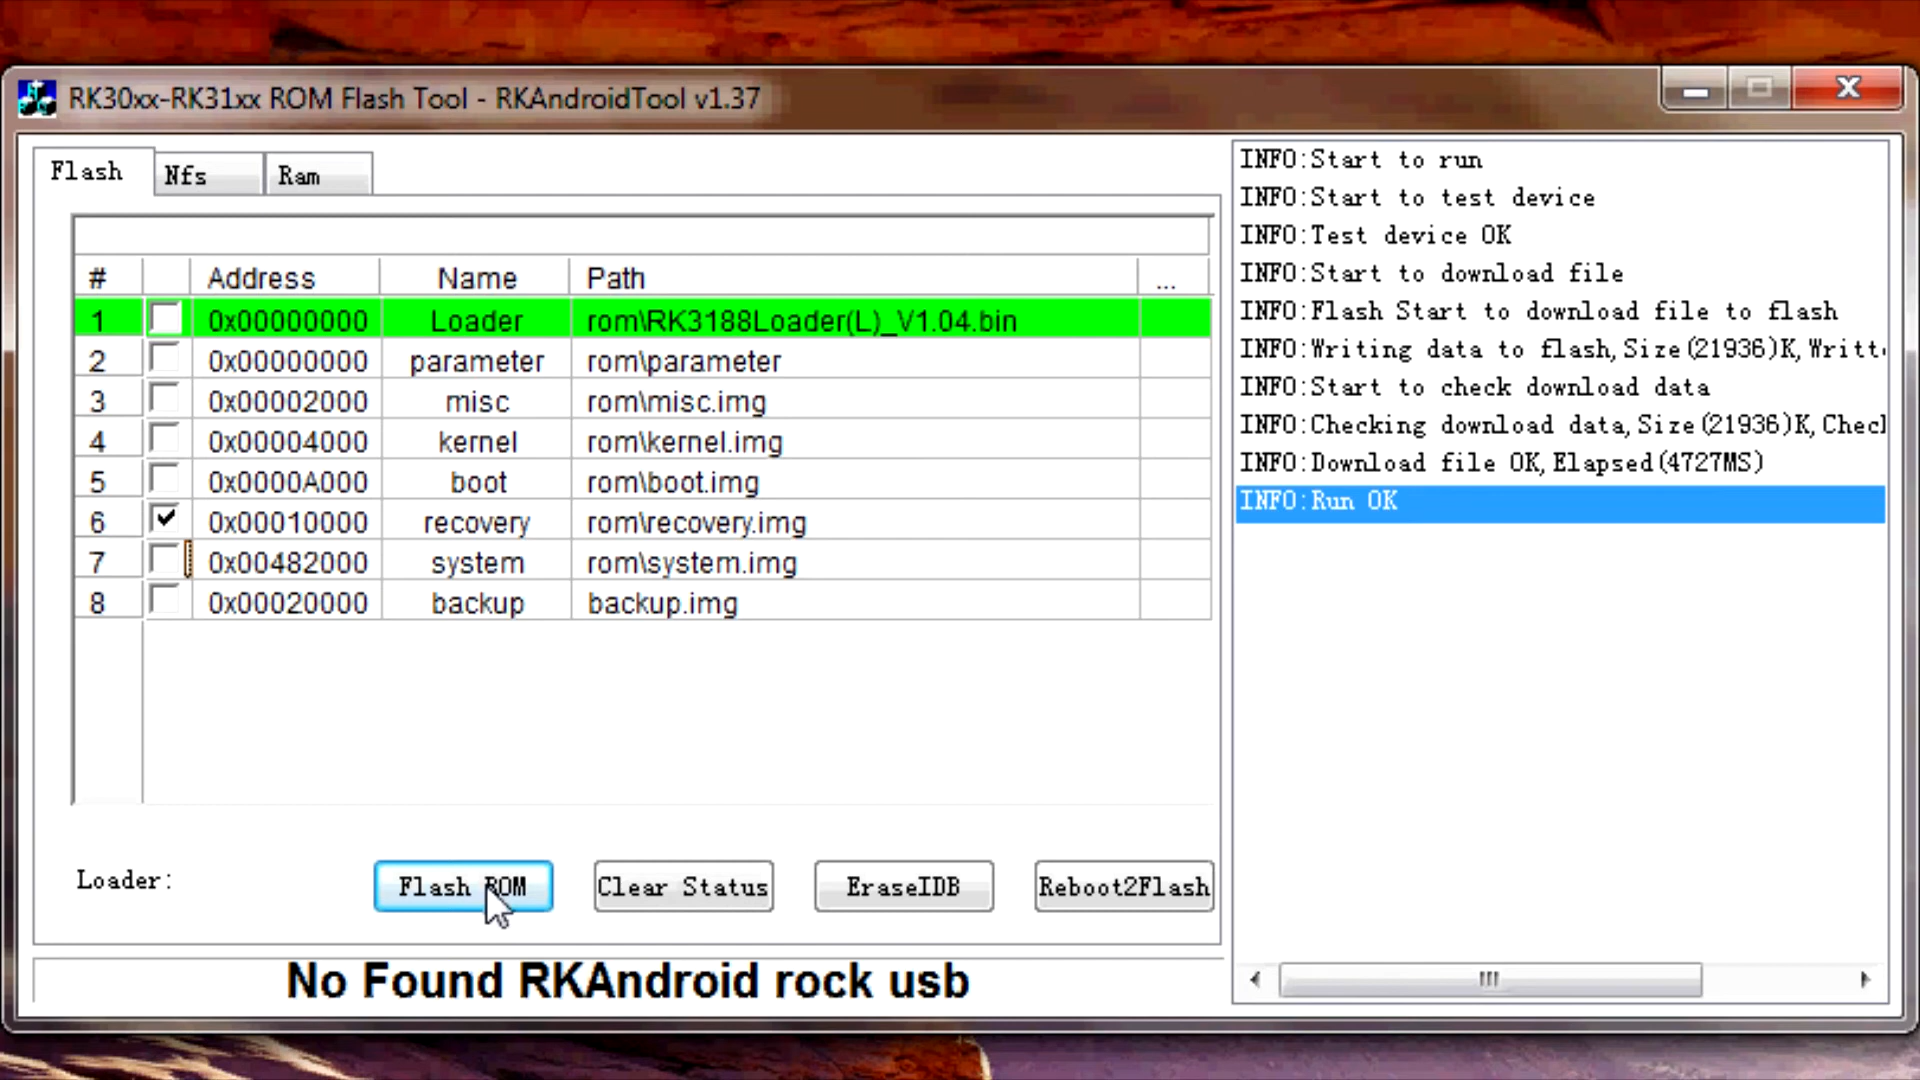 RK30xx-RK31xx ROM Flash Tool - RKAndroidTool v1.37
Flash Nfs Ram
# Address Name Path ...
1 0x00000000 Loader rom\RK3188Loader(L)_V1.04.bin
2 0x00000000 parameter rom\parameter
3 0x00002000 misc rom\misc.img
4 0x00004000 kernel rom\kernel.img
5 0x0000A000 boot rom\boot.img
6 0x00010000 recovery rom\recovery.img
7 0x00482000 system rom\system.img
8 0x00020000 backup backup.img
Loader: Flash ROM Clear Status EraseIDB Reboot2Flash
No Found RKAndroid rock usb
INFO:Start to run
INFO:Start to test device
INFO:Test device OK
INFO:Start to download file
INFO:Flash Start to download file to flash
INFO:Writing data to flash,Size(21936)K,Writt
INFO:Start to check download data
INFO:Checking download data,Size(21936)K,Chec
INFO:Download file OK,Elapsed(4727MS)
INFO:Run OK